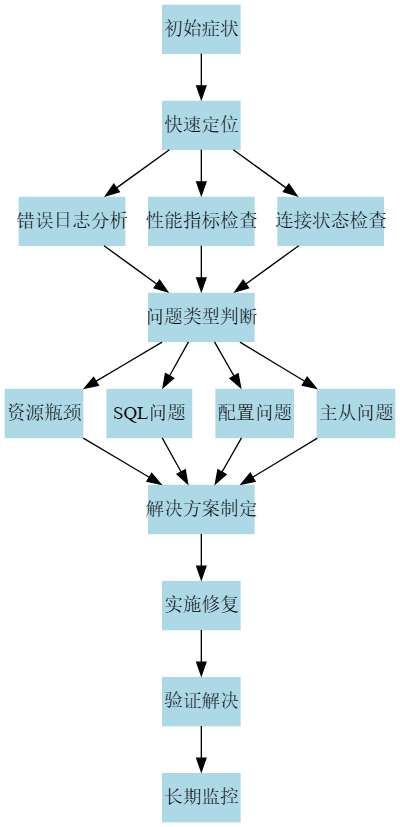 初始症状
快速定位
错误日志分析
性能指标检查
连接状态检查
问题类型判断
资源瓶颈
SQL问题
配置问题
主从问题
解决方案制定
实施修复
验证解决
长期监控